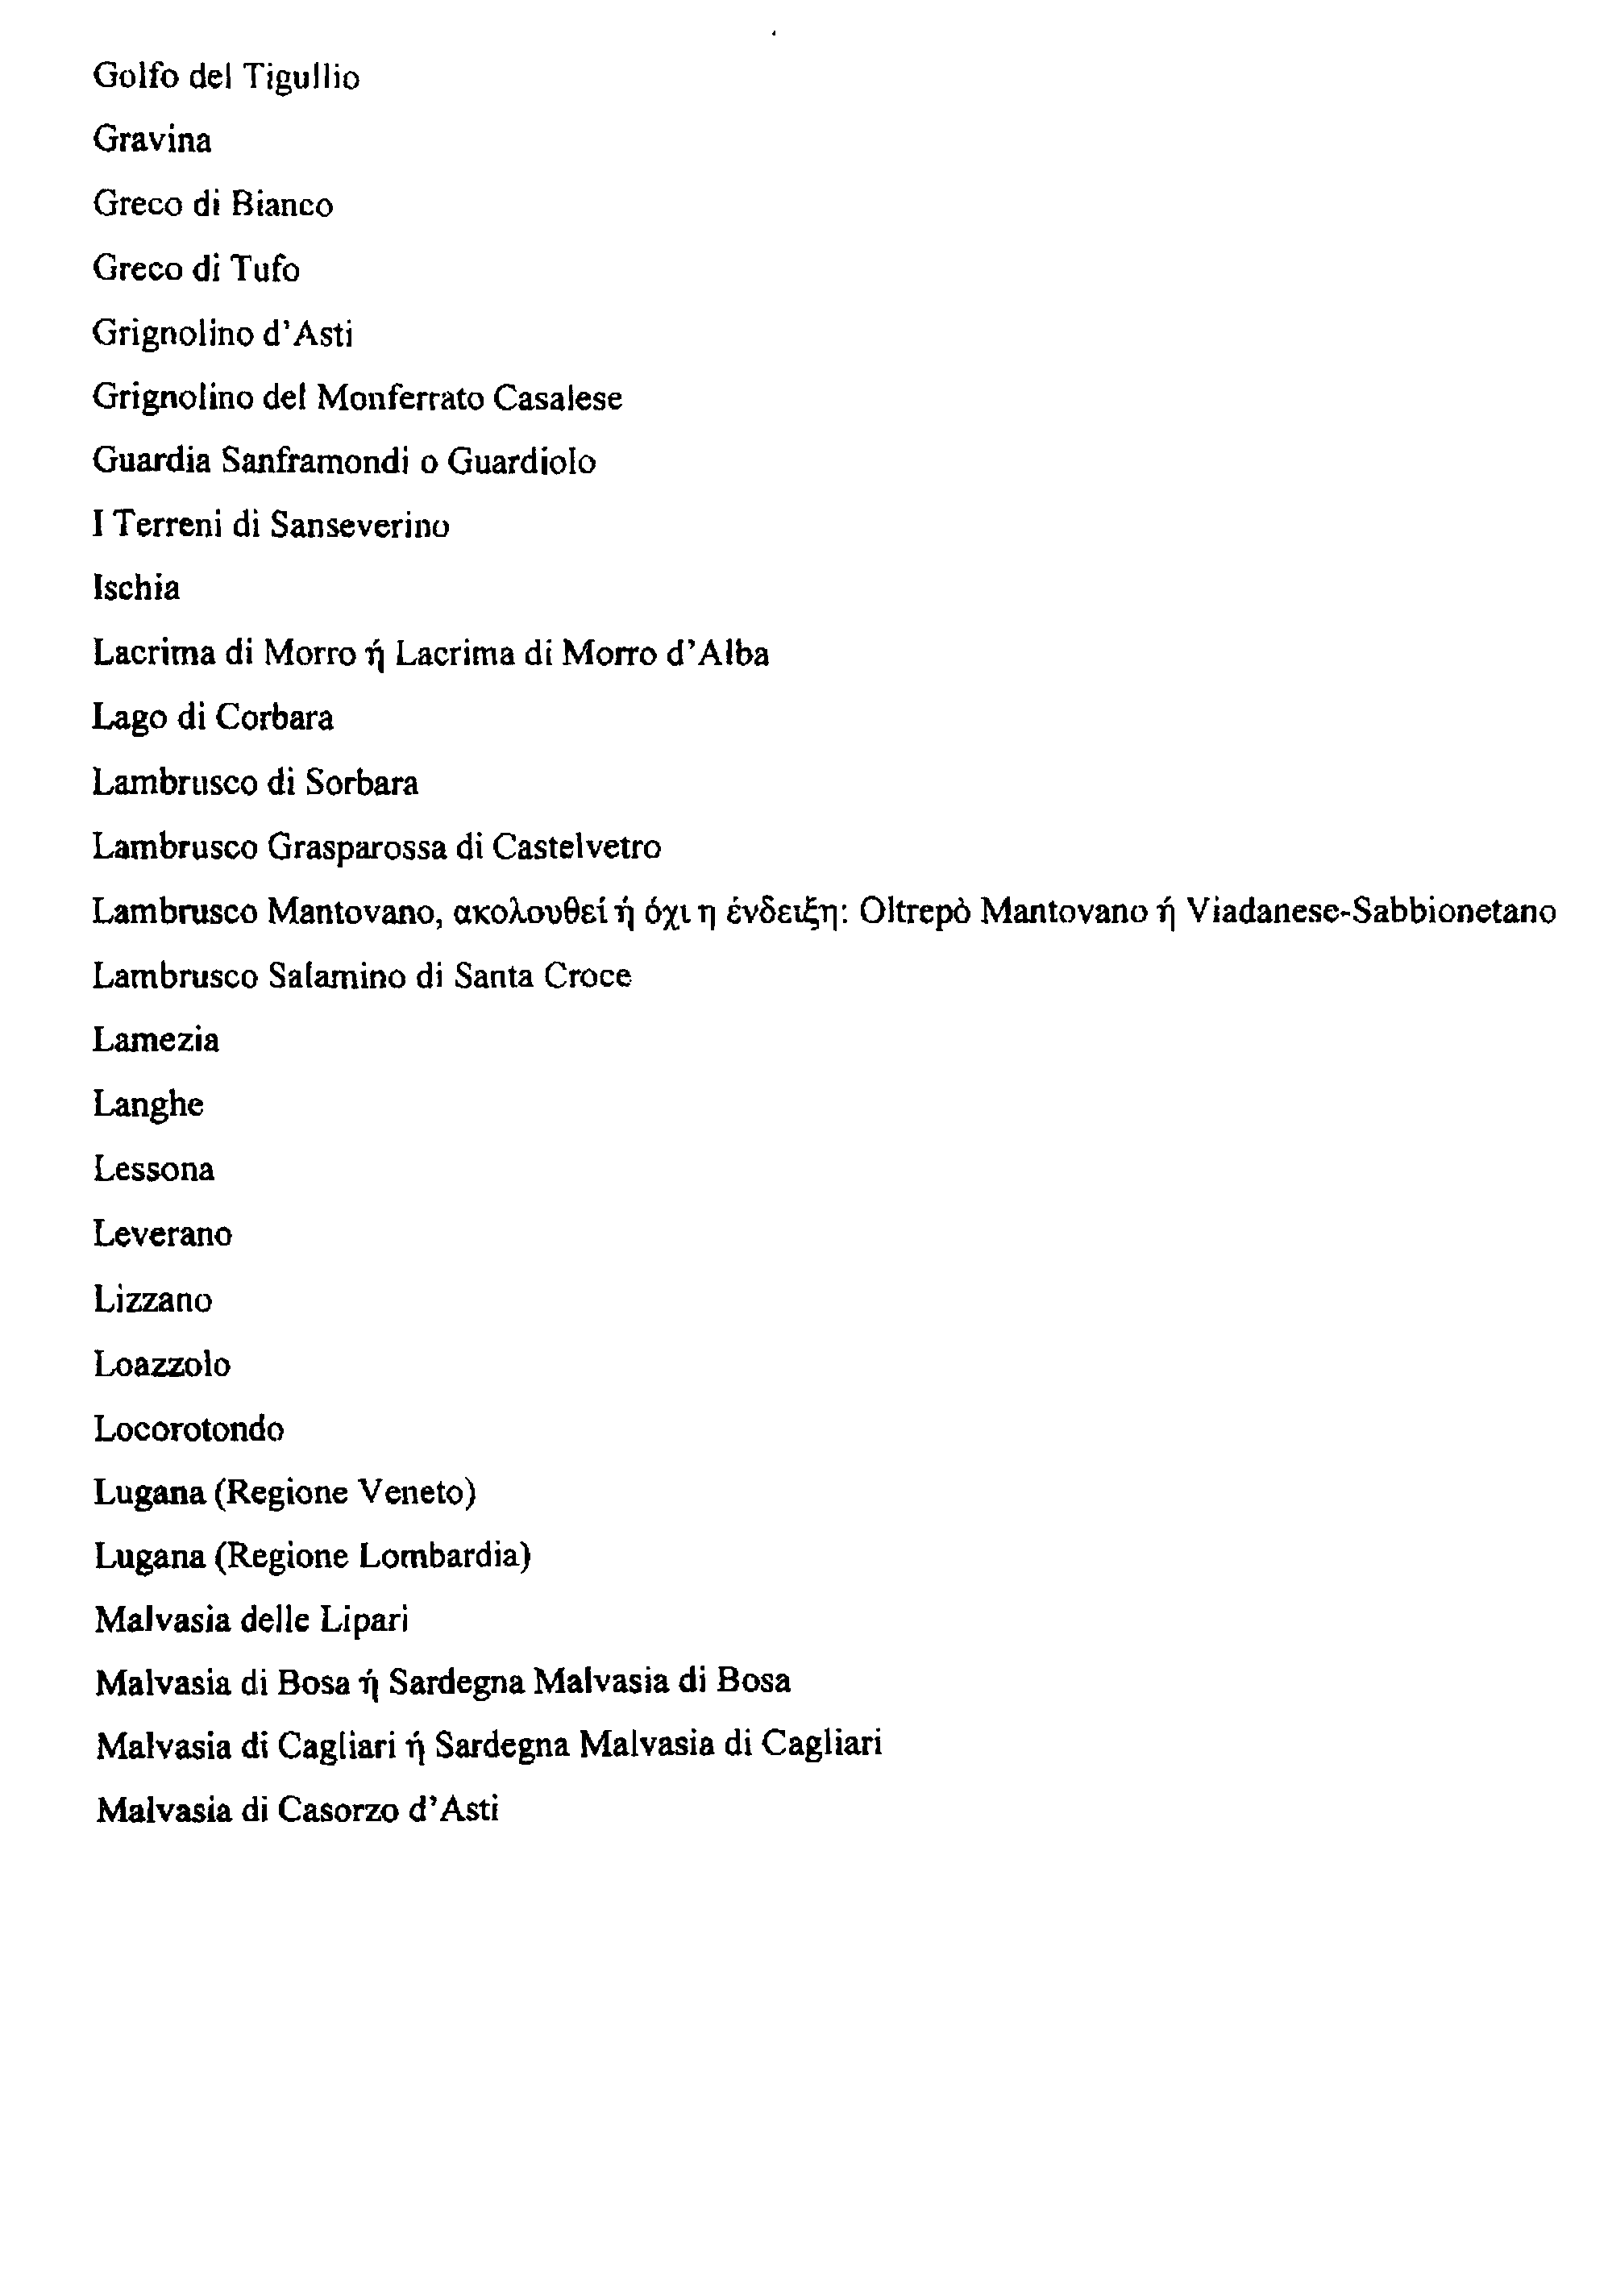 Golfo del Tigullio
Gravina
Greco di Bianco
Greco di Tufo
Grignolino d'Asti
Grignolino del Monferrato Casalese
Guardia Sanframondi o Guardiolo
I Terreni di Sanseverino
Ischia
Lacrima di Morro ή Lacrima di Morro d'Alba
Lago di Corbara
Lambrusco di Sorbara
Lambrusco Grasparossa di Castelvetro
Lambrusco Mantovano, ακολουθεί ή όχι η ένδειξη: Oltrepò Mantovano ή Viadanese-Sabbionetano
Lambrusco Salamino di Santa Croce
Lamezia
Langhe
Lessona
Leverano
Lizzano
Loazzolo
Locorotondo
Lugana (Regione Veneto)
Lugana (Regione Lombardia)
Malvasia delle Lipari
Malvasia di Bosa ή Sardegna Malvasia di Bosa
Malvasia di Cagliari ή Sardegna Malvasia di Cagliari
Malvasia di Casorzo d'Asti